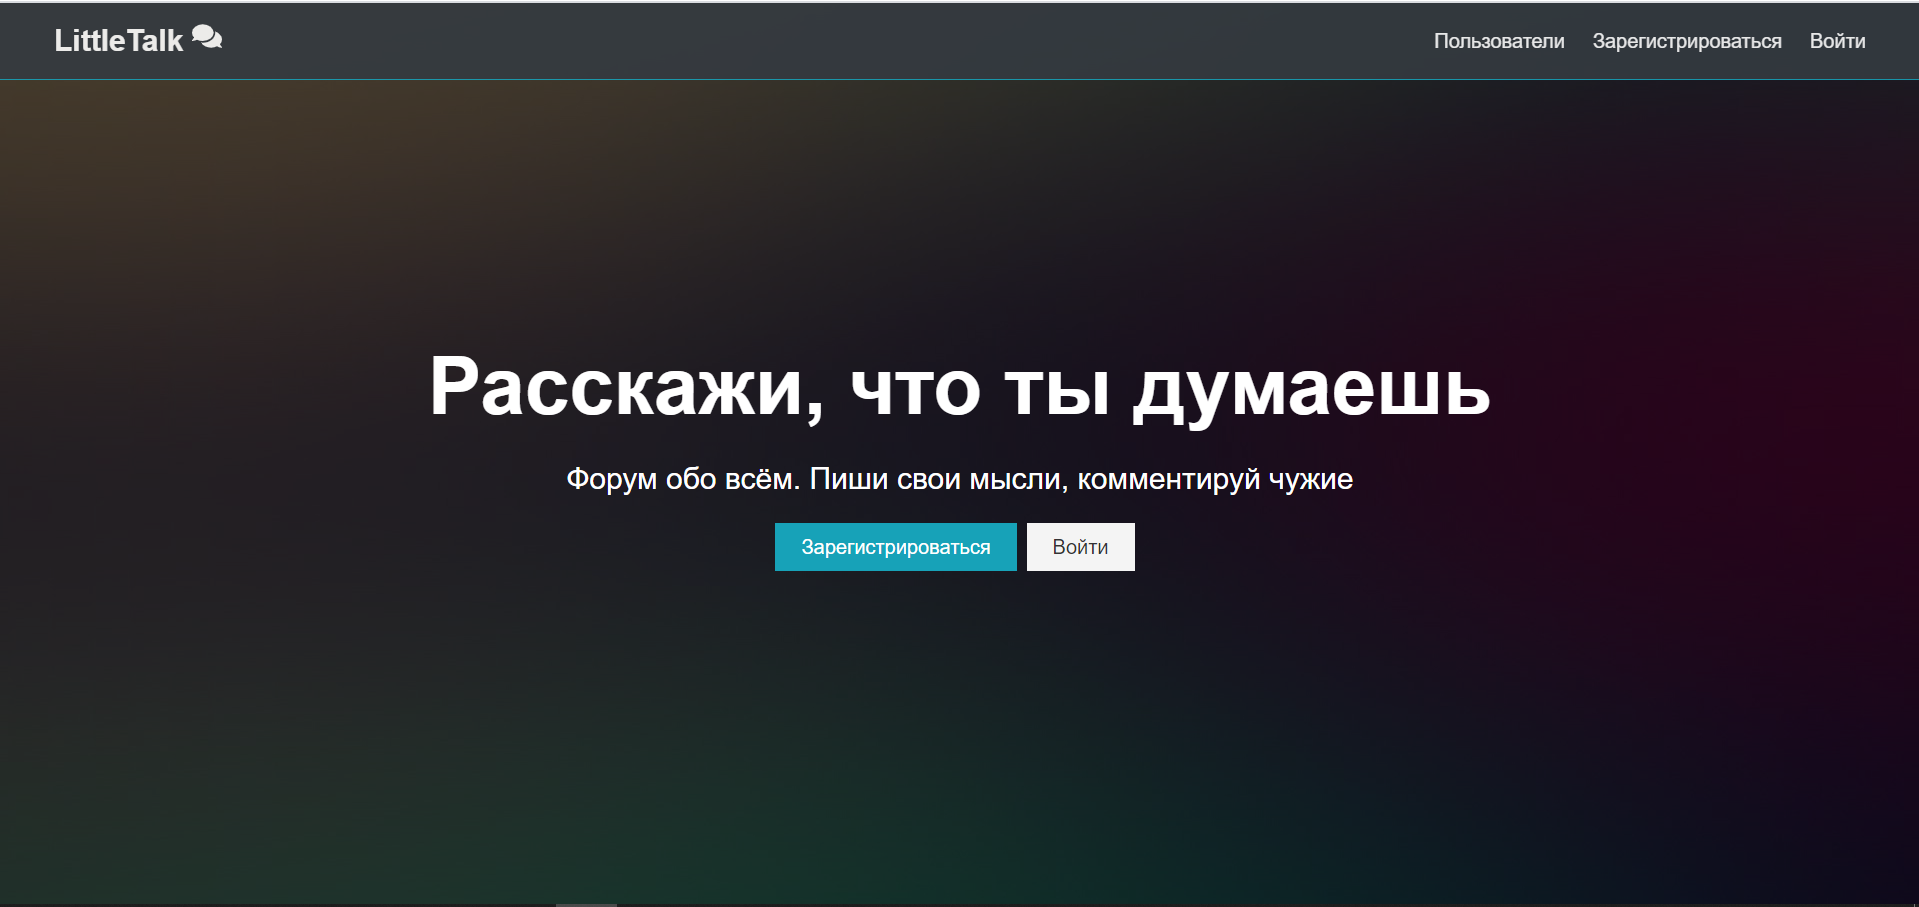 LittleTalk
Пользователи Зарегистрироваться Войти
Расскажи, что ты думаешь
Форум обо всём. Пиши свои мысли, комментируй чужие
Зарегистрироваться Войти